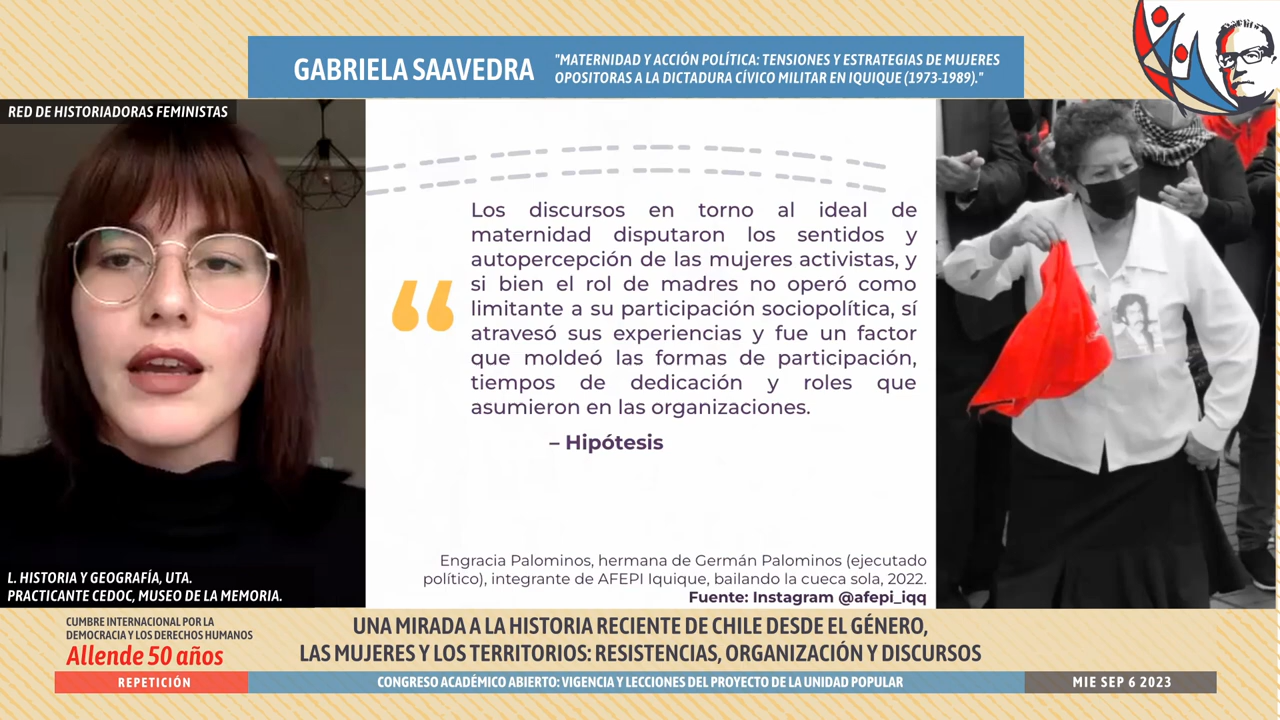 GABRIELA SAAVEDRA
"MATERNIDAD Y ACCIÓN POLÍTICA: TENSIONES Y ESTRATEGIAS DE MUJERES
OPOSITORAS A LA DICTADURA CÍVICO MILITAR EN IQUIQUE (1973-1989)."
RED DE HISTORIADORAS FEMINISTAS
Los discursos en torno al ideal de
maternidad disputaron los sentidos y
autopercepción de las mujeres activistas, y
si bien el rol de madres no operó como
limitante a su participación sociopolítica, sí
atravesó sus experiencias y fue un factor
que moldeó las formas de participación,
tiempos de dedicación y roles que
asumieron en las organizaciones.
– Hipótesis
Engracia Palominos, hermana de Germán Palominos (ejecutado
político), integrante de AFEPI Iquique, bailando la cueca sola, 2022.
Fuente: Instagram @afepi_iqq
L. HISTORIA Y GEOGRAFÍA, UTA.
PRACTICANTE CEDOC, MUSEO DE LA MEMORIA.
CUMBRE INTERNACIONAL POR LA
DEMOCRACIA Y LOS DERECHOS HUMANOS
Allende 50 años
UNA MIRADA A LA HISTORIA RECIENTE DE CHILE DESDE EL GÉNERO,
LAS MUJERES Y LOS TERRITORIOS: RESISTENCIAS, ORGANIZACIÓN Y DISCURSOS
REPETICIÓN
CONGRESO ACADÉMICO ABIERTO: VIGENCIA Y LECCIONES DEL PROYECTO DE LA UNIDAD POPULAR
MIE SEP 6 2023